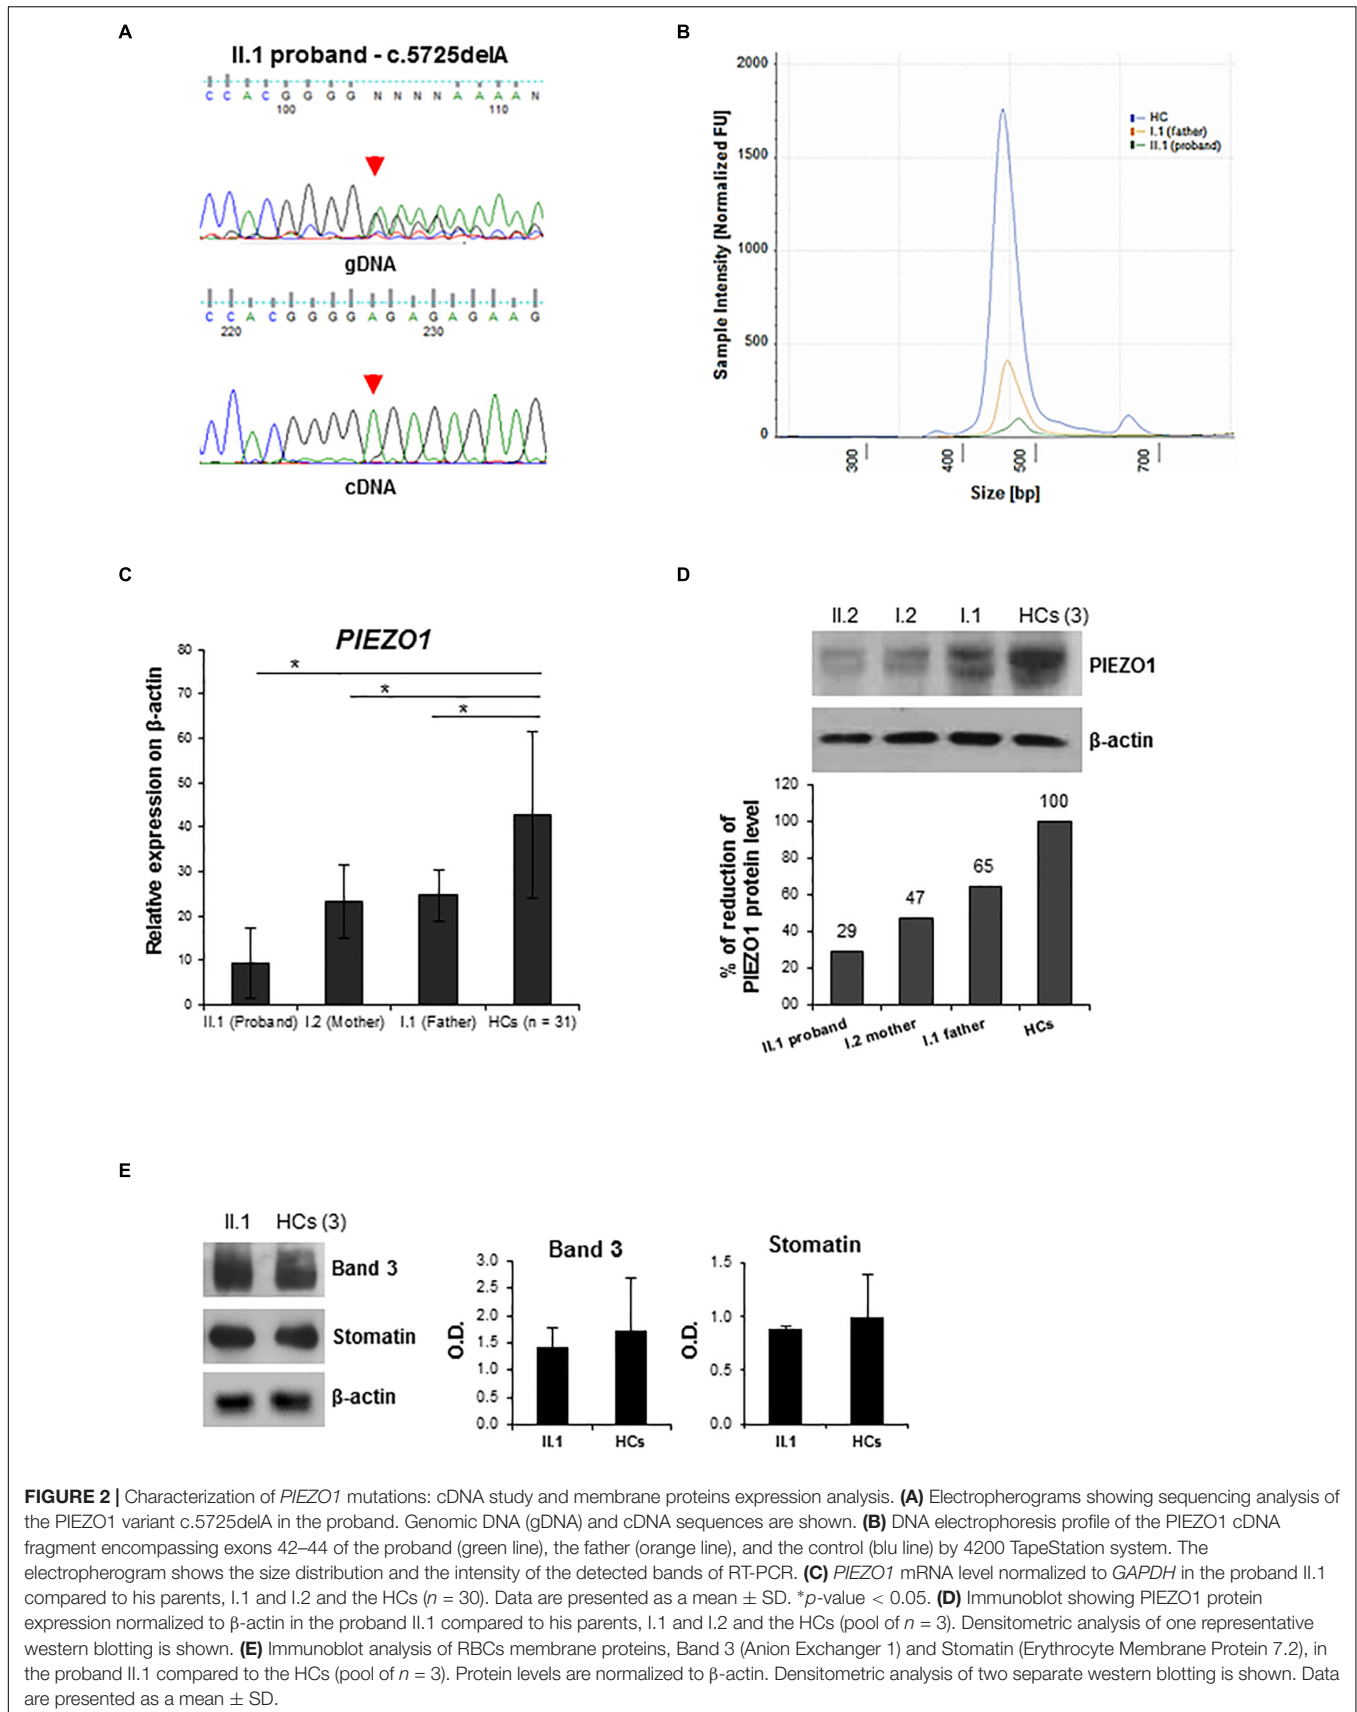 A
II.1 proband - c.5725delA
C C A C G G G G N N N N A A A A N
100 110
gDNA
C C A C G G G G A G A G A G A A G
220 230
cDNA
B
Sample Intensity [Normalized FU]
2000
1500
1000
500
0
HC
I.1 (father)
II.1 (proband)
300 400 500 700
Size [bp]
C
PIEZO1
Relative expression on β-actin
80
70
60
50
40
30
20
10
0
*
*
*
II.1 (Proband) I.2 (Mother) I.1 (Father) HCs (n = 31)
D
II.2 I.2 I.1 HCs (3)
PIEZO1
β-actin
% of reduction of
PIEZO1 protein level
120
100
80
60
40
20
00
29 47 65 100
II.1 proband I.2 mother I.1 father HCs
E
II.1 HCs (3)
Band 3
Stomatin
β-actin
Band 3
O.D.
3.0
2.5
2.0
1.5
1.0
0.5
0.0
II.1 HCs
Stomatin
O.D.
1.5
1.0
0.5
0.0
II.1 HCs
FIGURE 2 | Characterization of PIEZO1 mutations: cDNA study and membrane proteins expression analysis. (A) Electropherograms showing sequencing analysis of
the PIEZO1 variant c.5725delA in the proband. Genomic DNA (gDNA) and cDNA sequences are shown. (B) DNA electrophoresis profile of the PIEZO1 cDNA
fragment encompassing exons 42–44 of the proband (green line), the father (orange line), and the control (blu line) by 4200 TapeStation system. The
electropherogram shows the size distribution and the intensity of the detected bands of RT-PCR. (C) PIEZO1 mRNA level normalized to GAPDH in the proband II.1
compared to his parents, I.1 and I.2 and the HCs (n = 30). Data are presented as a mean ± SD. *p-value < 0.05. (D) Immunoblot showing PIEZO1 protein
expression normalized to β-actin in the proband II.1 compared to his parents, I.1 and I.2 and the HCs (pool of n = 3). Densitometric analysis of one representative
western blotting is shown. (E) Immunoblot analysis of RBCs membrane proteins, Band 3 (Anion Exchanger 1) and Stomatin (Erythrocyte Membrane Protein 7.2), in
the proband II.1 compared to the HCs (pool of n = 3). Protein levels are normalized to β-actin. Densitometric analysis of two separate western blotting is shown. Data
are presented as a mean ± SD.